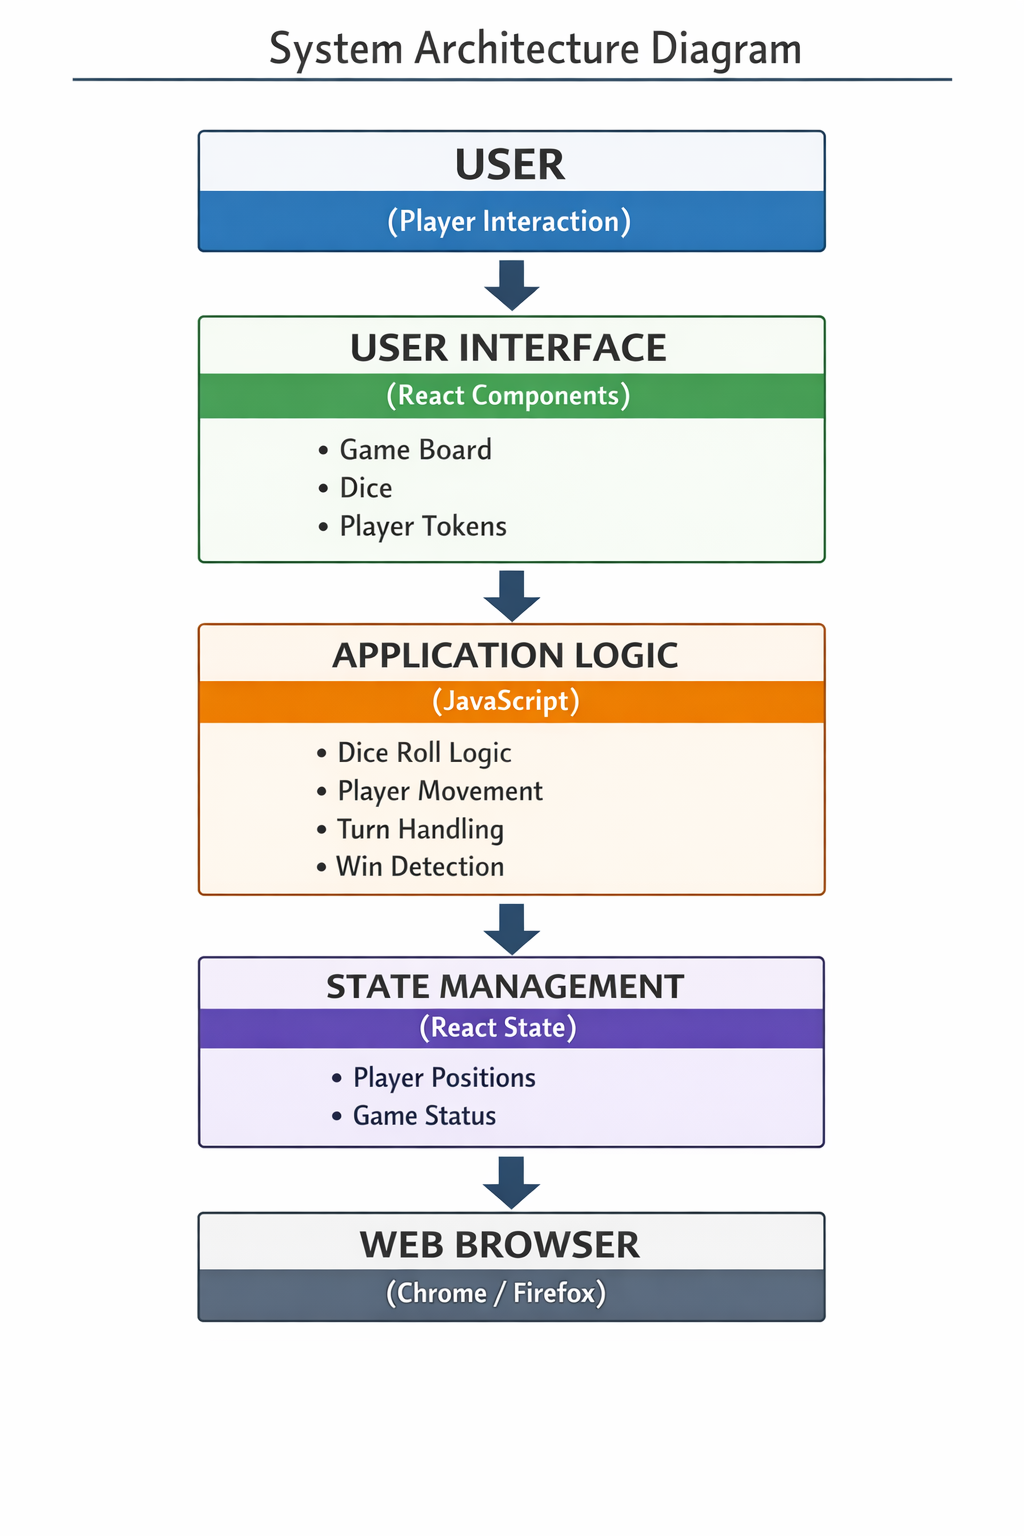 System Architecture Diagram
USER
(Player Interaction)
USER INTERFACE
(React Components)
• Game Board
• Dice
• Player Tokens
APPLICATION LOGIC
(JavaScript)
• Dice Roll Logic
• Player Movement
• Turn Handling
• Win Detection
STATE MANAGEMENT
(React State)
• Player Positions
• Game Status
WEB BROWSER
(Chrome / Firefox)